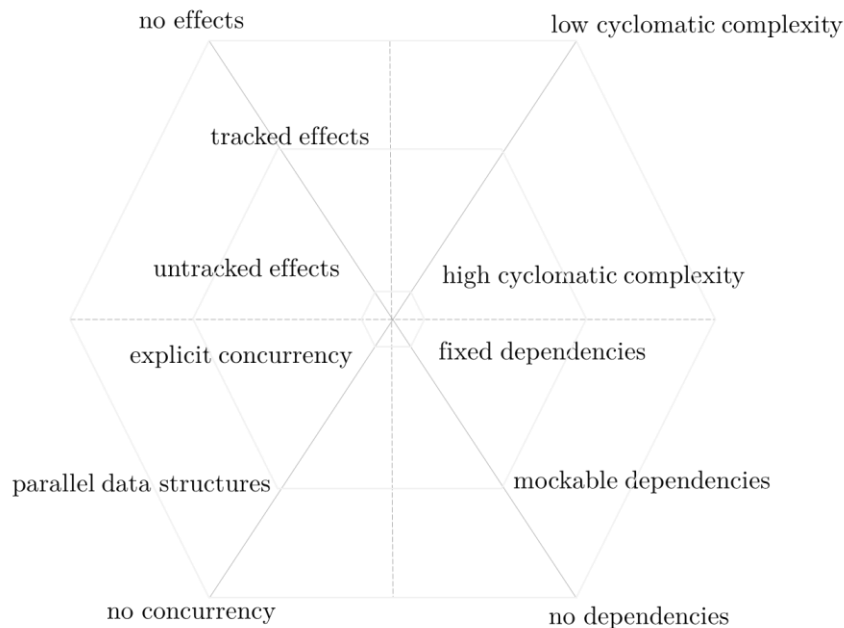 no effects
low cyclomatic complexity
tracked effects
untracked effects
high cyclomatic complexity
explicit concurrency
fixed dependencies
parallel data structures
mockable dependencies
no concurrency
no dependencies